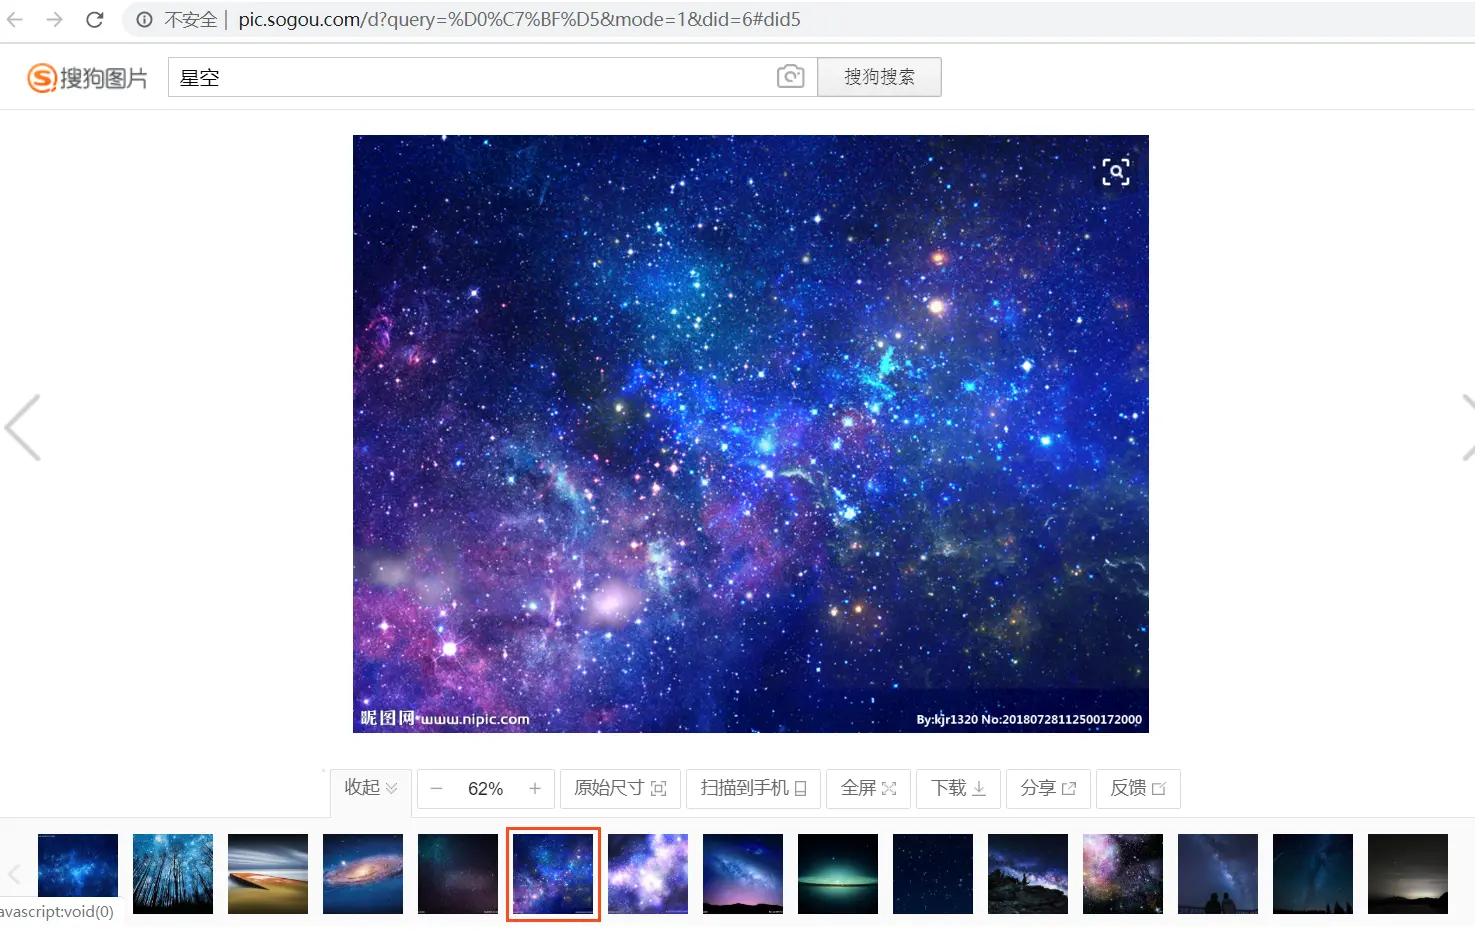 不安全 | pic.sogou.com/d?query=%D0%C7%BF%D5&mode=1&did=6#did5
搜狗图片 星空 搜狗搜索
昵图网 www.nipic.com By:kjr1320 No:20180728112500172000
收起 62% 原始尺寸 扫描到手机 全屏 下载 分享 反馈
avascript:void(0)